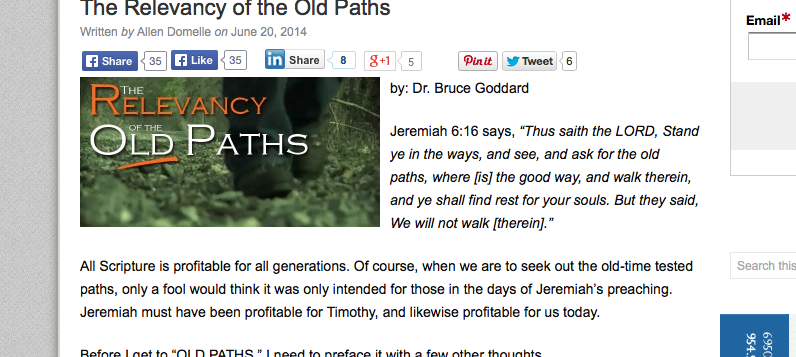 The Relevancy of the Old Paths
Written by Allen Domelle on June 20, 2014
Share 35 Like 35 in Share 8 g+1 5 Pin it Tweet 6
THE
RELEVANCY
OF THE
OLD PATHS
by: Dr. Bruce Goddard
Jeremiah 6:16 says, “Thus saith the LORD, Stand
ye in the ways, and see, and ask for the old
paths, where [is] the good way, and walk therein,
and ye shall find rest for your souls. But they said,
We will not walk [therein].”
All Scripture is profitable for all generations. Of course, when we are to seek out the old-time tested
paths, only a fool would think it was only intended for those in the days of Jeremiah’s preaching.
Jeremiah must have been profitable for Timothy, and likewise profitable for us today.
Before I get to “OLD PATHS,” I need to preface it with a few other thoughts
Email*
Search this